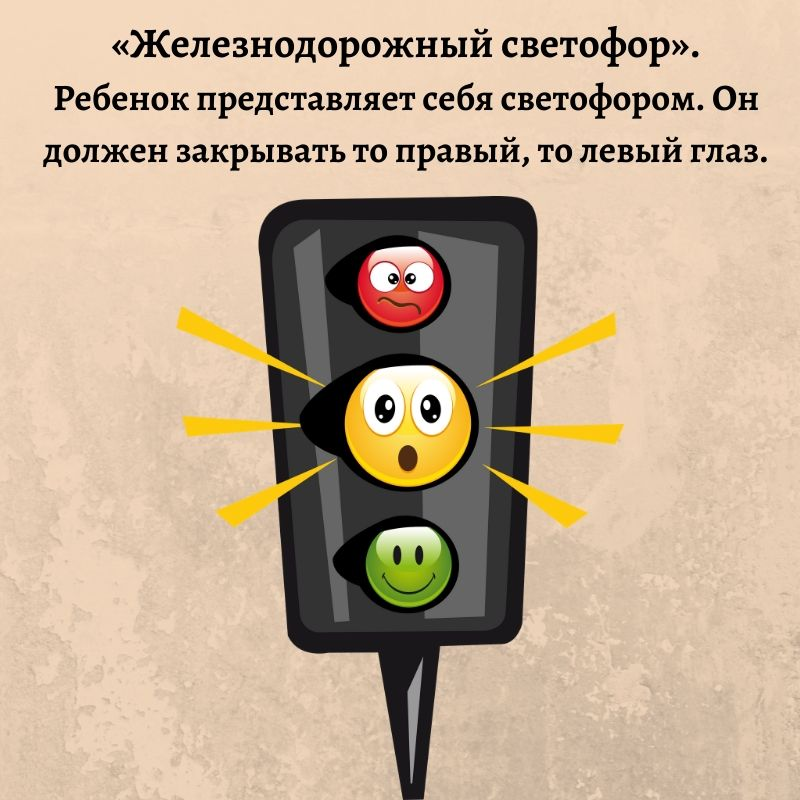 «Железнодорожный светофор».
Ребенок представляет себя светофором. Он
должен закрывать то правый, то левый глаз.